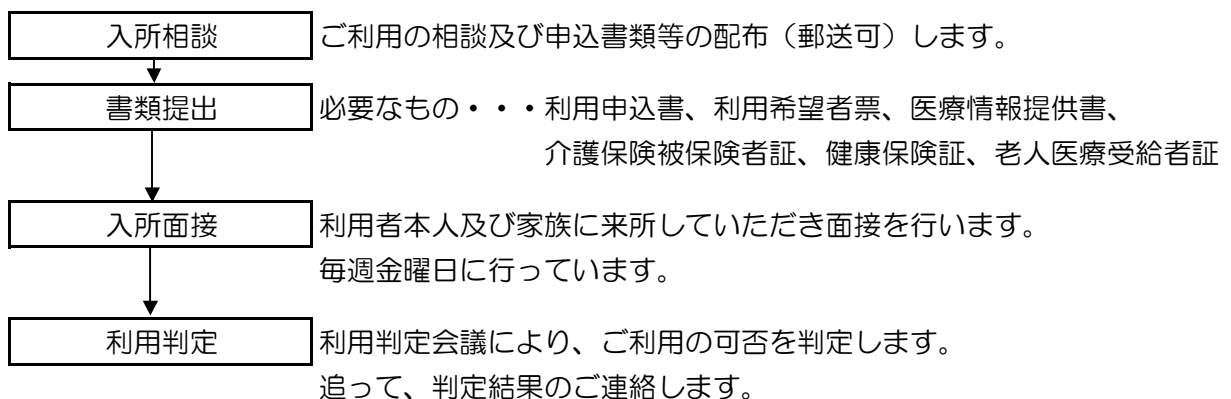 入所相談 ご利用の相談及び申込書類等の配布（郵送可）します。
書類提出 必要なもの・・・利用申込書、利用希望者票、医療情報提供書、
介護保険被保険者証、健康保険証、老人医療受給者証
入所面接 利用者本人及び家族に来所していただき面接を行います。
毎週金曜日に行っています。
利用判定 利用判定会議により、ご利用の可否を判定します。
追って、判定結果のご連絡します。